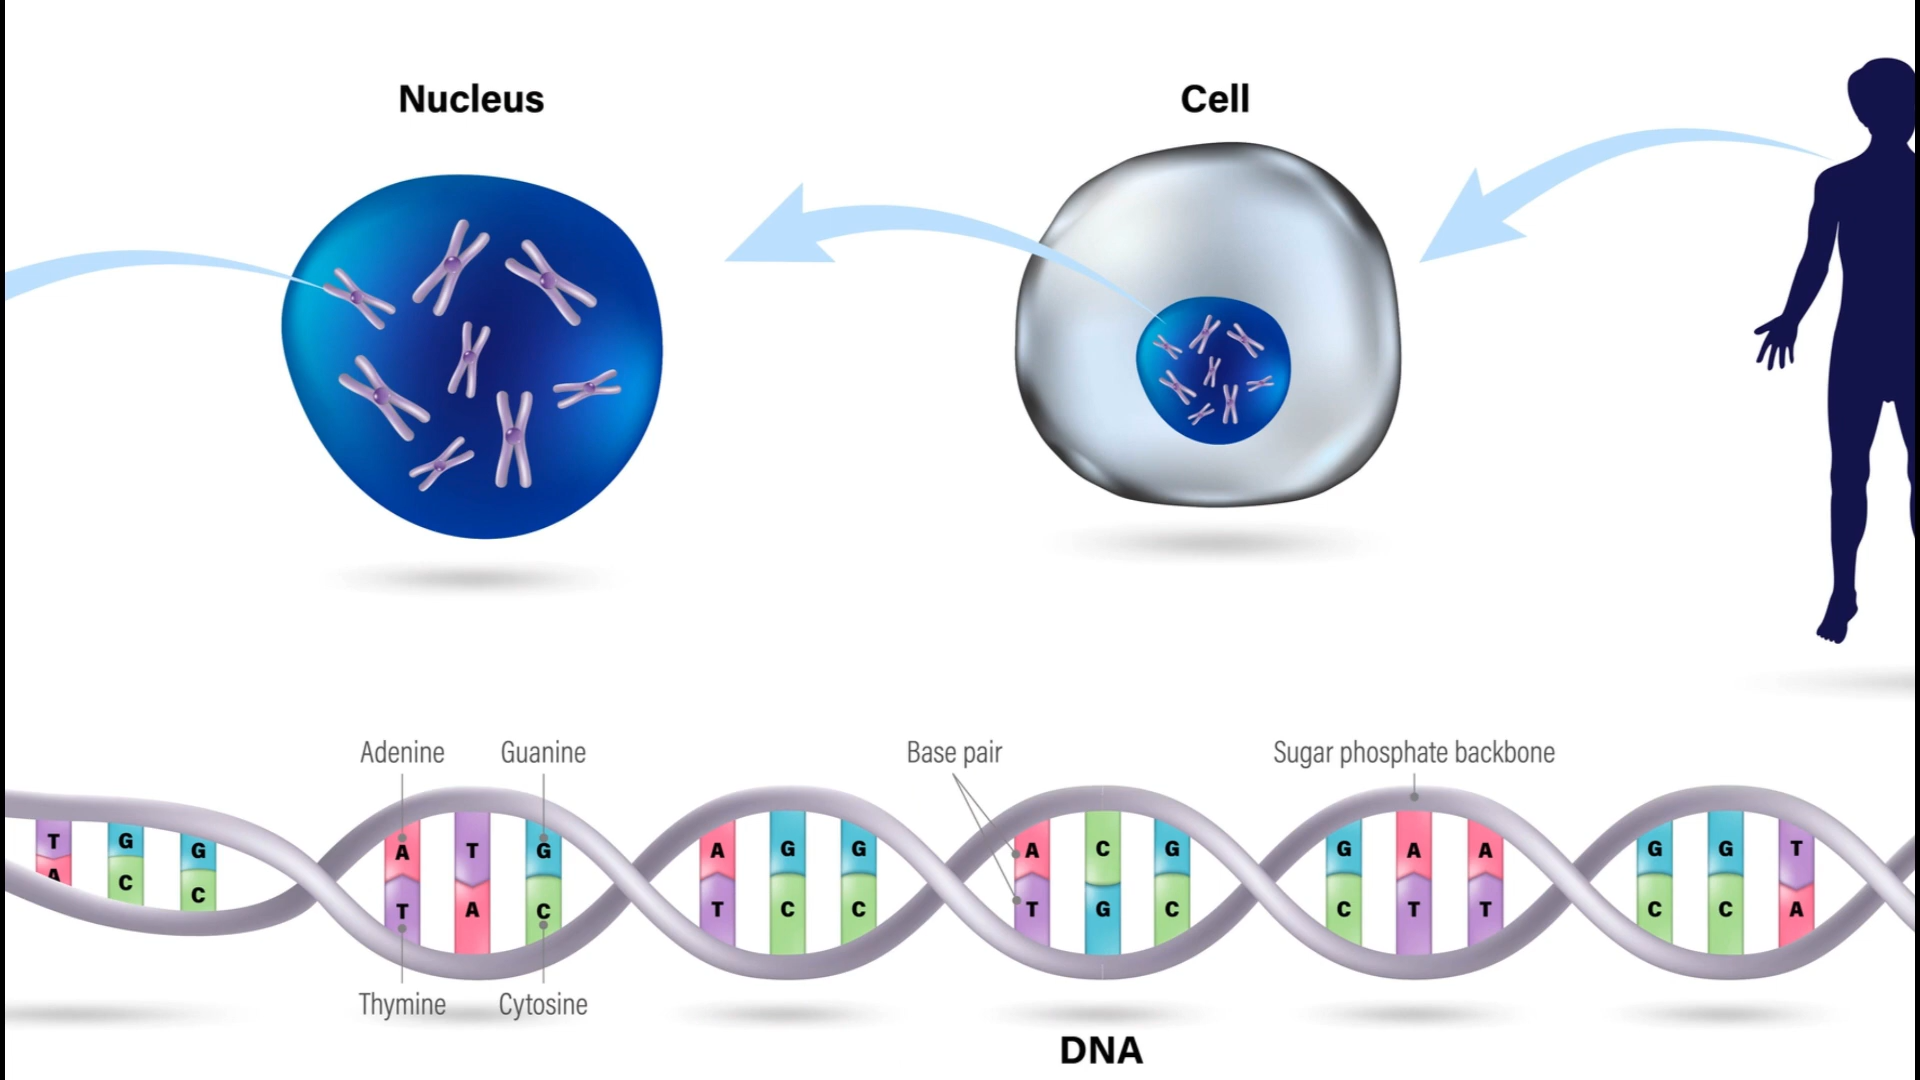 Nucleus
Cell
Adenine
Guanine
Base pair
Sugar phosphate backbone
T G G A T G A G G A C G G A A G G T
A C C T A C T C C T G C C T T C C A
Thymine
Cytosine
DNA